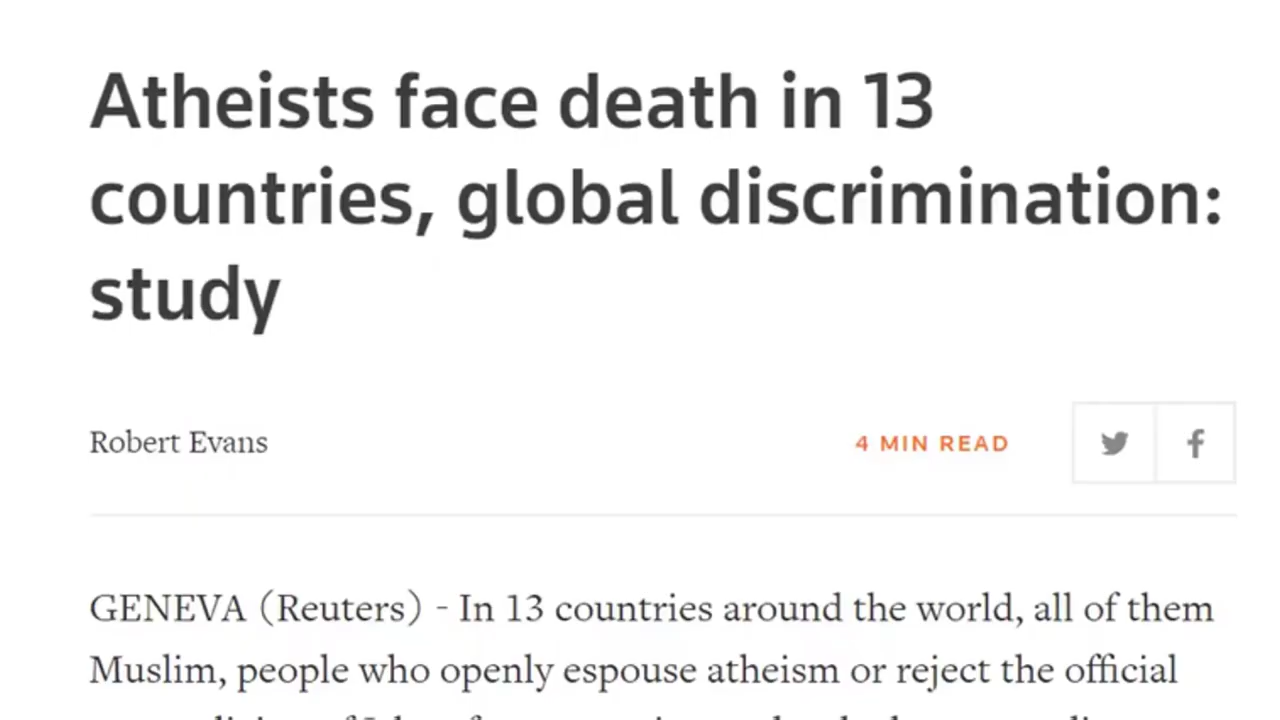 Atheists face death in 13
countries, global discrimination:
study
Robert Evans
4 MIN READ
GENEVA (Reuters) - In 13 countries around the world, all of them
Muslim, people who openly espouse atheism or reject the official